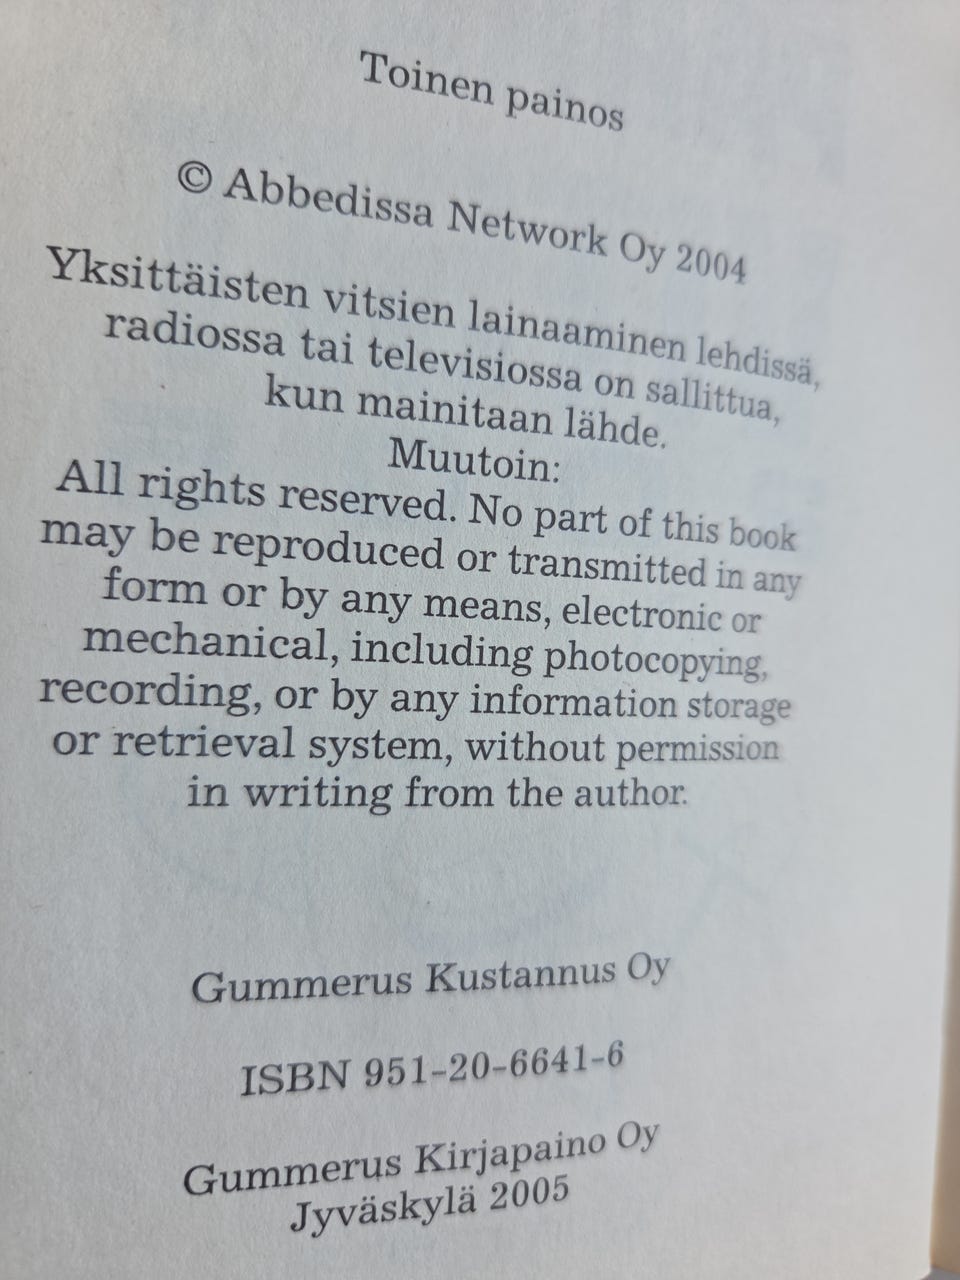 Toinen painos
© Abbedissa Network Oy 2004
Yksittäisten vitsien lainaaminen lehdissä,
radiossa tai televisiossa on sallittua,
kun mainitaan lähde.
Muutoin:
All rights reserved. No part of this book
may be reproduced or transmitted in any
form or by any means, electronic or
mechanical, including photocopying,
recording, or by any information storage
or retrieval system, without permission
in writing from the author.
Gummerus Kustannus Oy
ISBN 951-20-6641-6
Gummerus Kirjapaino Oy
Jyväskylä 2005